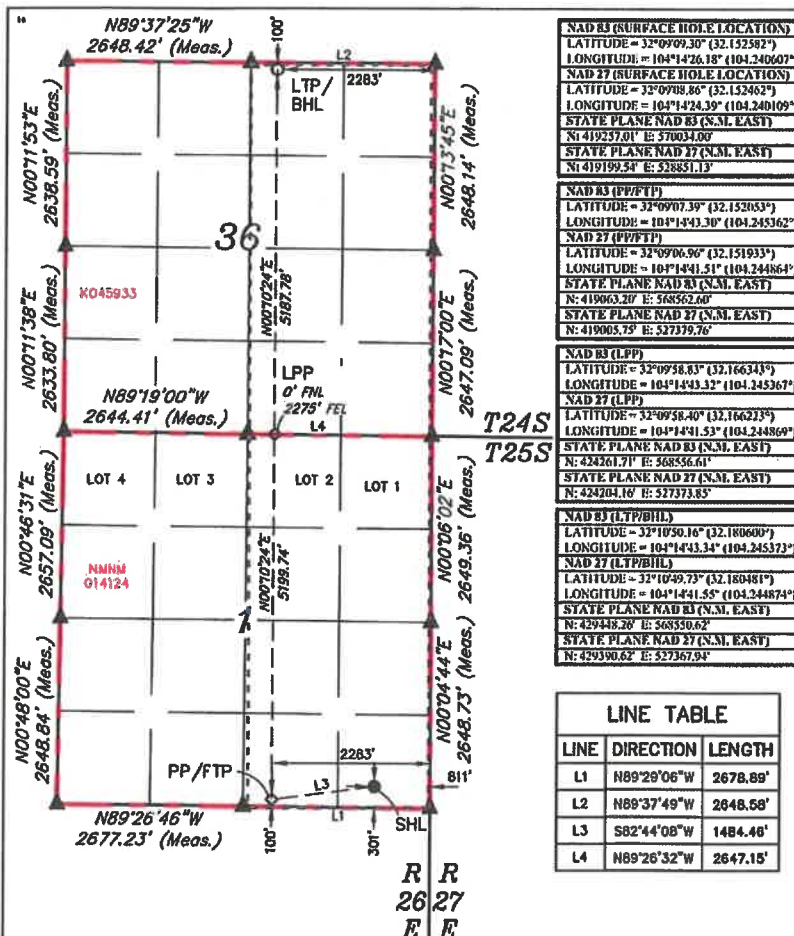 "
N89°37'25"W
2648.42' (Meas.)
100'
L2
2283'
LTP/
BHL
N00°11'53"E
2638.59' (Meas.)
N00°13'45"E
2648.14' (Meas.)
36
K045933
N00°10'24"E
5187.78'
N00°11'38"E
2633.80' (Meas.)
N00°17'00"E
2647.09' (Meas.)
LPP
0' FNL
2275' FEL
N89°19'00"W
2644.41' (Meas.)
L4
T24S
T25S
LOT 4
LOT 3
LOT 2
LOT 1
N00°46'31"E
2657.09' (Meas.)
N00°06'02"E
2649.36' (Meas.)
NMNM
014124
N00°10'24"E
5199.74'
1
N00°48'00"E
2648.84' (Meas.)
N00°04'44"E
2648.73' (Meas.)
2283'
PP/FTP
L3
811'
SHL
N89°26'46"W
2677.23' (Meas.)
100'
L1
301'
R R
26 27
E E
NAD 83 (SURFACE HOLE LOCATION)
LATITUDE = 32°09'09.30" (32.152582°)
LONGITUDE = 104°14'26.18" (104.240607°)
NAD 27 (SURFACE HOLE LOCATION)
LATITUDE = 32°09'08.86" (32.152462°)
LONGITUDE = 104°14'24.39" (104.240109°)
STATE PLANE NAD 83 (N.M. EAST)
N: 419257.01' E: 570034.00'
STATE PLANE NAD 27 (N.M. EAST)
N: 419199.54' E: 528851.13'
NAD 83 (PP/FTP)
LATITUDE = 32°09'07.39" (32.152053°)
LONGITUDE = 104°14'43.30" (104.245362°)
NAD 27 (PP/FTP)
LATITUDE = 32°09'06.96" (32.151933°)
LONGITUDE = 104°14'41.51" (104.244864°)
STATE PLANE NAD 83 (N.M. EAST)
N: 419063.20' E: 568562.60'
STATE PLANE NAD 27 (N.M. EAST)
N: 419005.75' E: 527379.76'
NAD 83 (LPP)
LATITUDE = 32°09'58.83" (32.166343°)
LONGITUDE = 104°14'43.32" (104.245367°)
NAD 27 (LPP)
LATITUDE = 32°09'58.40" (32.166223°)
LONGITUDE = 104°14'41.53" (104.244869°)
STATE PLANE NAD 83 (N.M. EAST)
N: 424261.71' E: 568556.61'
STATE PLANE NAD 27 (N.M. EAST)
N: 424204.16' E: 527373.85'
NAD 83 (LTP/BHL)
LATITUDE = 32°10'50.16" (32.180600°)
LONGITUDE = 104°14'43.34" (104.245373°)
NAD 27 (LTP/BHL)
LATITUDE = 32°10'49.73" (32.180481°)
LONGITUDE = 104°14'41.55" (104.244874°)
STATE PLANE NAD 83 (N.M. EAST)
N: 429448.26' E: 568550.62'
STATE PLANE NAD 27 (N.M. EAST)
N: 429390.62' E: 527367.94'
LINE TABLE
LINE DIRECTION LENGTH
L1 N89°29'06"W 2678.89'
L2 N89°37'49"W 2648.58'
L3 S82°44'08"W 1484.46'
L4 N89°26'32"W 2647.15'